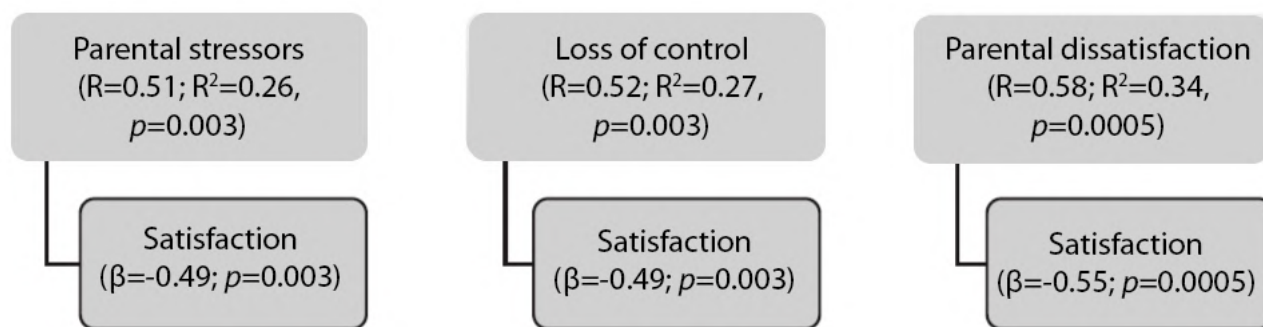 Parental stressors
(R=0.51; R²=0.26,
p=0.003)
Satisfaction
(β=-0.49; p=0.003)
Loss of control
(R=0.52; R²=0.27,
p=0.003)
Satisfaction
(β=-0.49; p=0.003)
Parental dissatisfaction
(R=0.58; R²=0.34,
p=0.0005)
Satisfaction
(β=-0.55; p=0.0005)